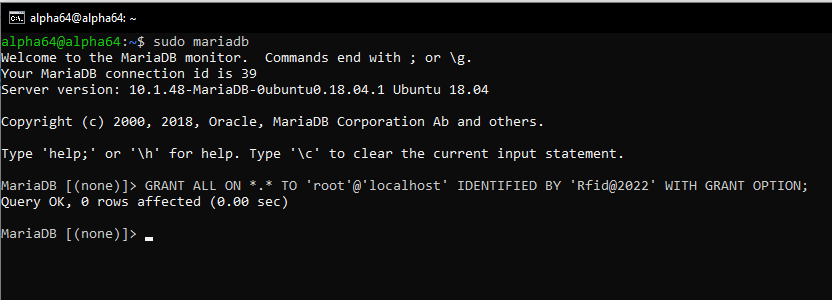 alpha64@alpha64: ~
alpha64@alpha64:~$ sudo mariadb
Welcome to the MariaDB monitor.  Commands end with ; or \g.
Your MariaDB connection id is 39
Server version: 10.1.48-MariaDB-0ubuntu0.18.04.1 Ubuntu 18.04
Copyright (c) 2000, 2018, Oracle, MariaDB Corporation Ab and others.
Type 'help;' or '\h' for help. Type '\c' to clear the current input statement.
MariaDB [(none)]> GRANT ALL ON *.* TO 'root'@'localhost' IDENTIFIED BY 'Rfid@2022' WITH GRANT OPTION;
Query OK, 0 rows affected (0.00 sec)
MariaDB [(none)]>